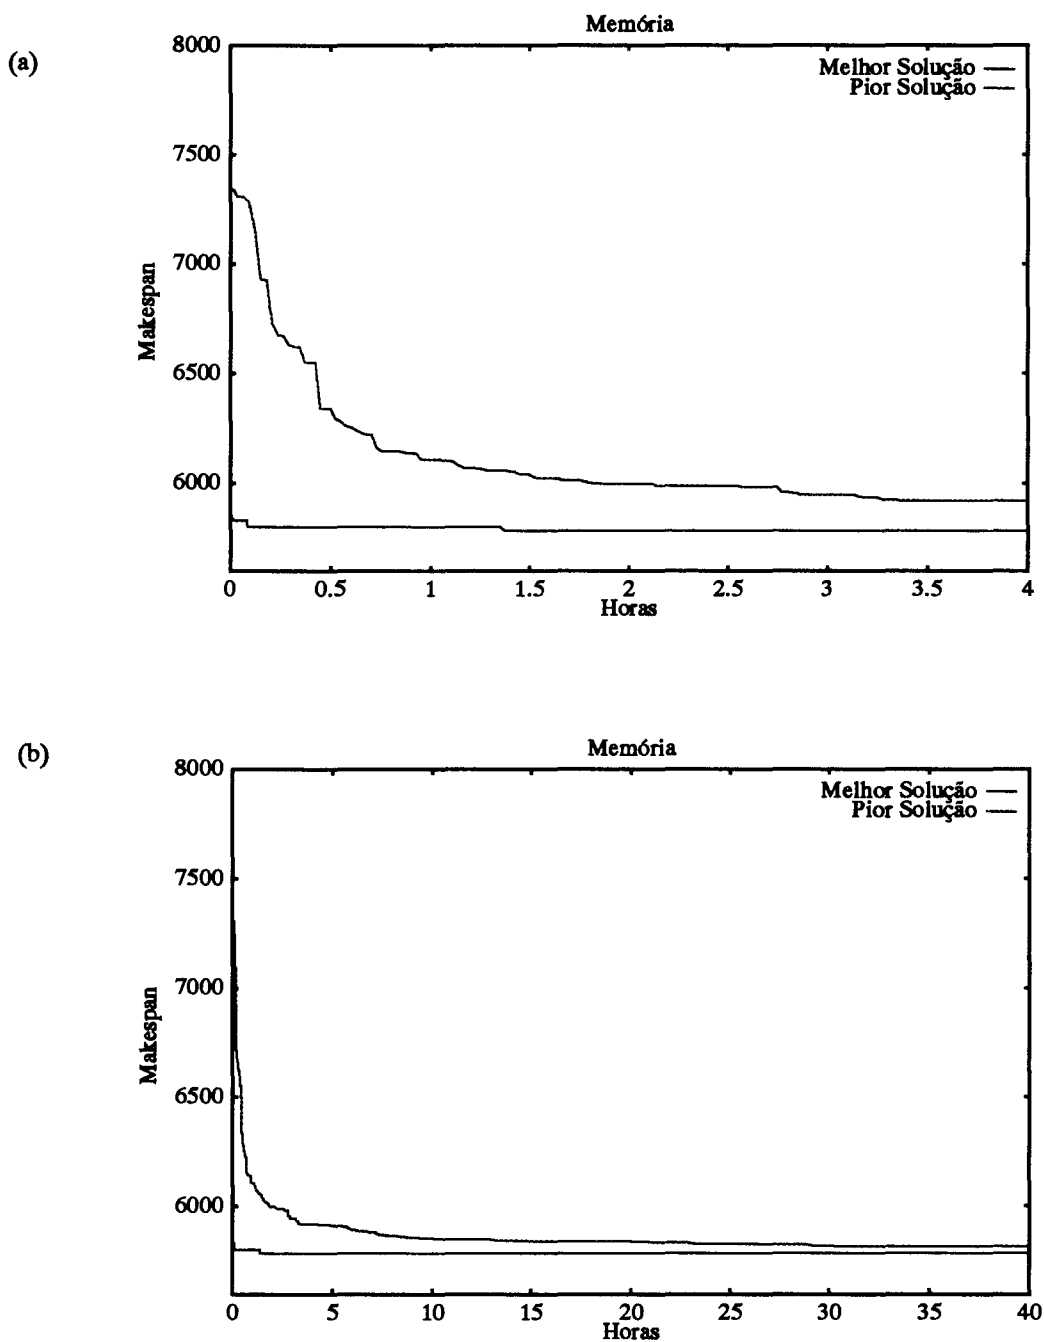 (a)
Memória
8000
7500
7000
6500
6000
Makespan
Melhor Solução
Pior Solução
0 0.5 1 1.5 2 2.5 3 3.5 4
Horas
(b)
Memória
8000
7500
7000
6500
6000
Makespan
Melhor Solução
Pior Solução
0 5 10 15 20 25 30 35 40
Horas